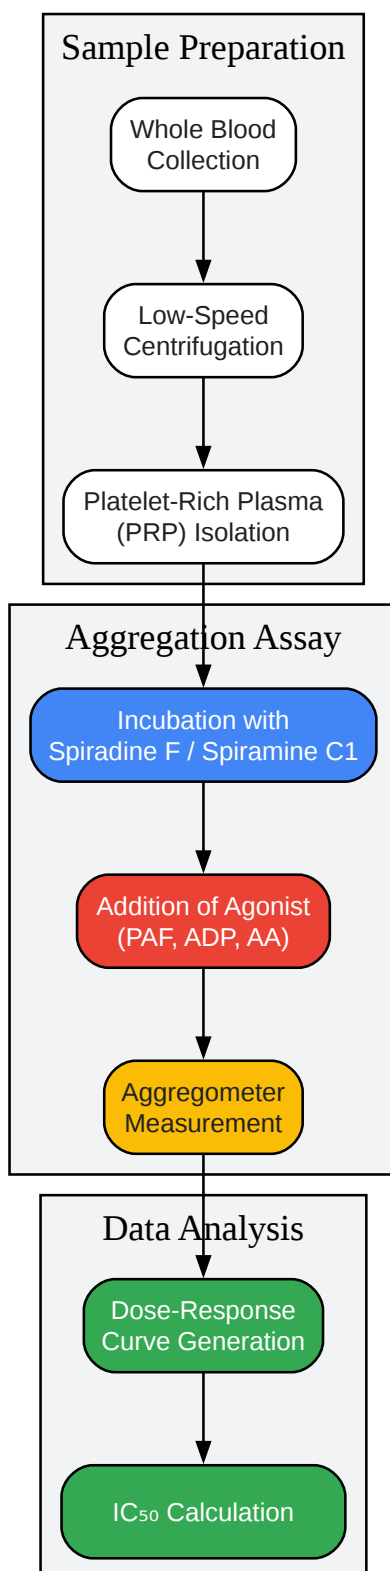 Sample Preparation
Whole Blood
Collection
Low-Speed
Centrifugation
Platelet-Rich Plasma
(PRP) Isolation
Aggregation Assay
Incubation with
Spiradine F / Spiramine C1
Addition of Agonist
(PAF, ADP, AA)
Aggregometer
Measurement
Data Analysis
Dose-Response
Curve Generation
IC₅₀ Calculation